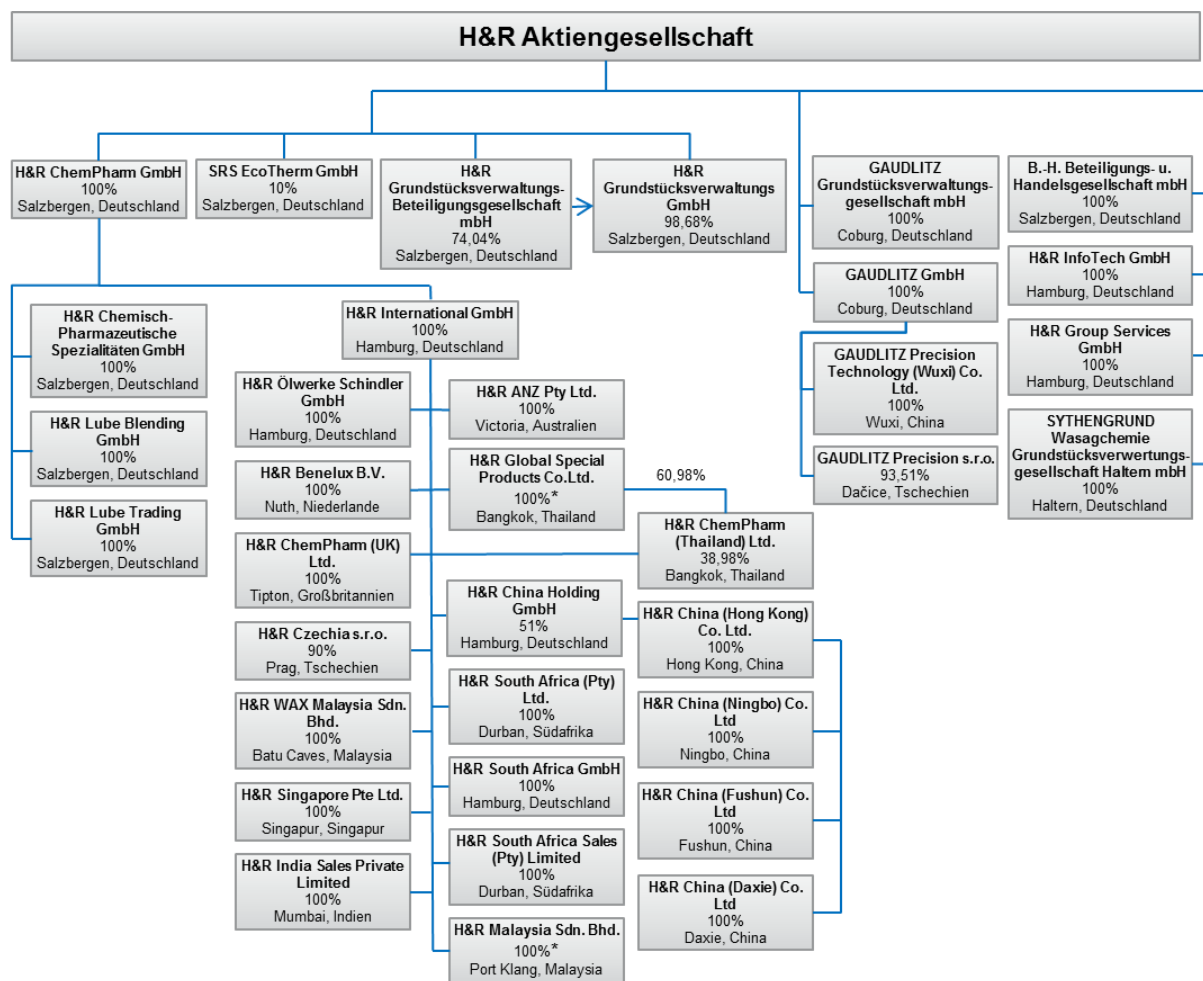 H&R Aktiengesellschaft
H&R ChemPharm GmbH
100%
Salzbergen, Deutschland
SRS EcoTherm GmbH
10%
Salzbergen, Deutschland
H&R
Grundstücksverwaltungs-
Beteiligungsgesellschaft
mbH
74,04%
Salzbergen, Deutschland
H&R
Grundstücksverwaltungs
GmbH
98,68%
Salzbergen, Deutschland
GAUDLITZ
Grundstücksverwaltungs-
gesellschaft mbH
100%
Coburg, Deutschland
B.-H. Beteiligungs- u.
Handelsgesellschaft mbH
100%
Salzbergen, Deutschland
GAUDLITZ GmbH
100%
Coburg, Deutschland
H&R InfoTech GmbH
100%
Hamburg, Deutschland
H&R Chemisch-
Pharmazeutische
Spezialitäten GmbH
100%
Salzbergen, Deutschland
H&R International GmbH
100%
Hamburg, Deutschland
GAUDLITZ Precision
Technology (Wuxi) Co.
Ltd.
100%
Wuxi, China
H&R Group Services
GmbH
100%
Hamburg, Deutschland
H&R Ölwerke Schindler
GmbH
100%
Hamburg, Deutschland
H&R ANZ Pty Ltd.
100%
Victoria, Australien
H&R Lube Blending
GmbH
100%
Salzbergen, Deutschland
H&R Benelux B.V.
100%
Nuth, Niederlande
H&R Global Special
Products Co.Ltd.
100%*
Bangkok, Thailand
60,98%
GAUDLITZ Precision s.r.o.
93,51%
Dačice, Tschechien
SYTHENGRUND
Wasagchemie
Grundstücksverwertungs-
gesellschaft Haltern mbH
100%
Haltern, Deutschland
H&R Lube Trading
GmbH
100%
Salzbergen, Deutschland
H&R ChemPharm (UK)
Ltd.
100%
Tipton, Großbritannien
H&R ChemPharm
(Thailand) Ltd.
38,98%
Bangkok, Thailand
H&R China Holding
GmbH
51%
Hamburg, Deutschland
H&R China (Hong Kong)
Co. Ltd.
100%
Hong Kong, China
H&R Czechia s.r.o.
90%
Prag, Tschechien
H&R South Africa (Pty)
Ltd.
100%
Durban, Südafrika
H&R WAX Malaysia Sdn.
Bhd.
100%
Batu Caves, Malaysia
H&R China (Ningbo) Co.
Ltd
100%
Ningbo, China
H&R South Africa GmbH
100%
Hamburg, Deutschland
H&R Singapore Pte Ltd.
100%
Singapur, Singapur
H&R China (Fushun) Co.
Ltd
100%
Fushun, China
H&R South Africa Sales
(Pty) Limited
100%
Durban, Südafrika
H&R India Sales Private
Limited
100%
Mumbai, Indien
H&R China (Daxie) Co.
Ltd
100%
Daxie, China
H&R Malaysia Sdn. Bhd.
100%*
Port Klang, Malaysia